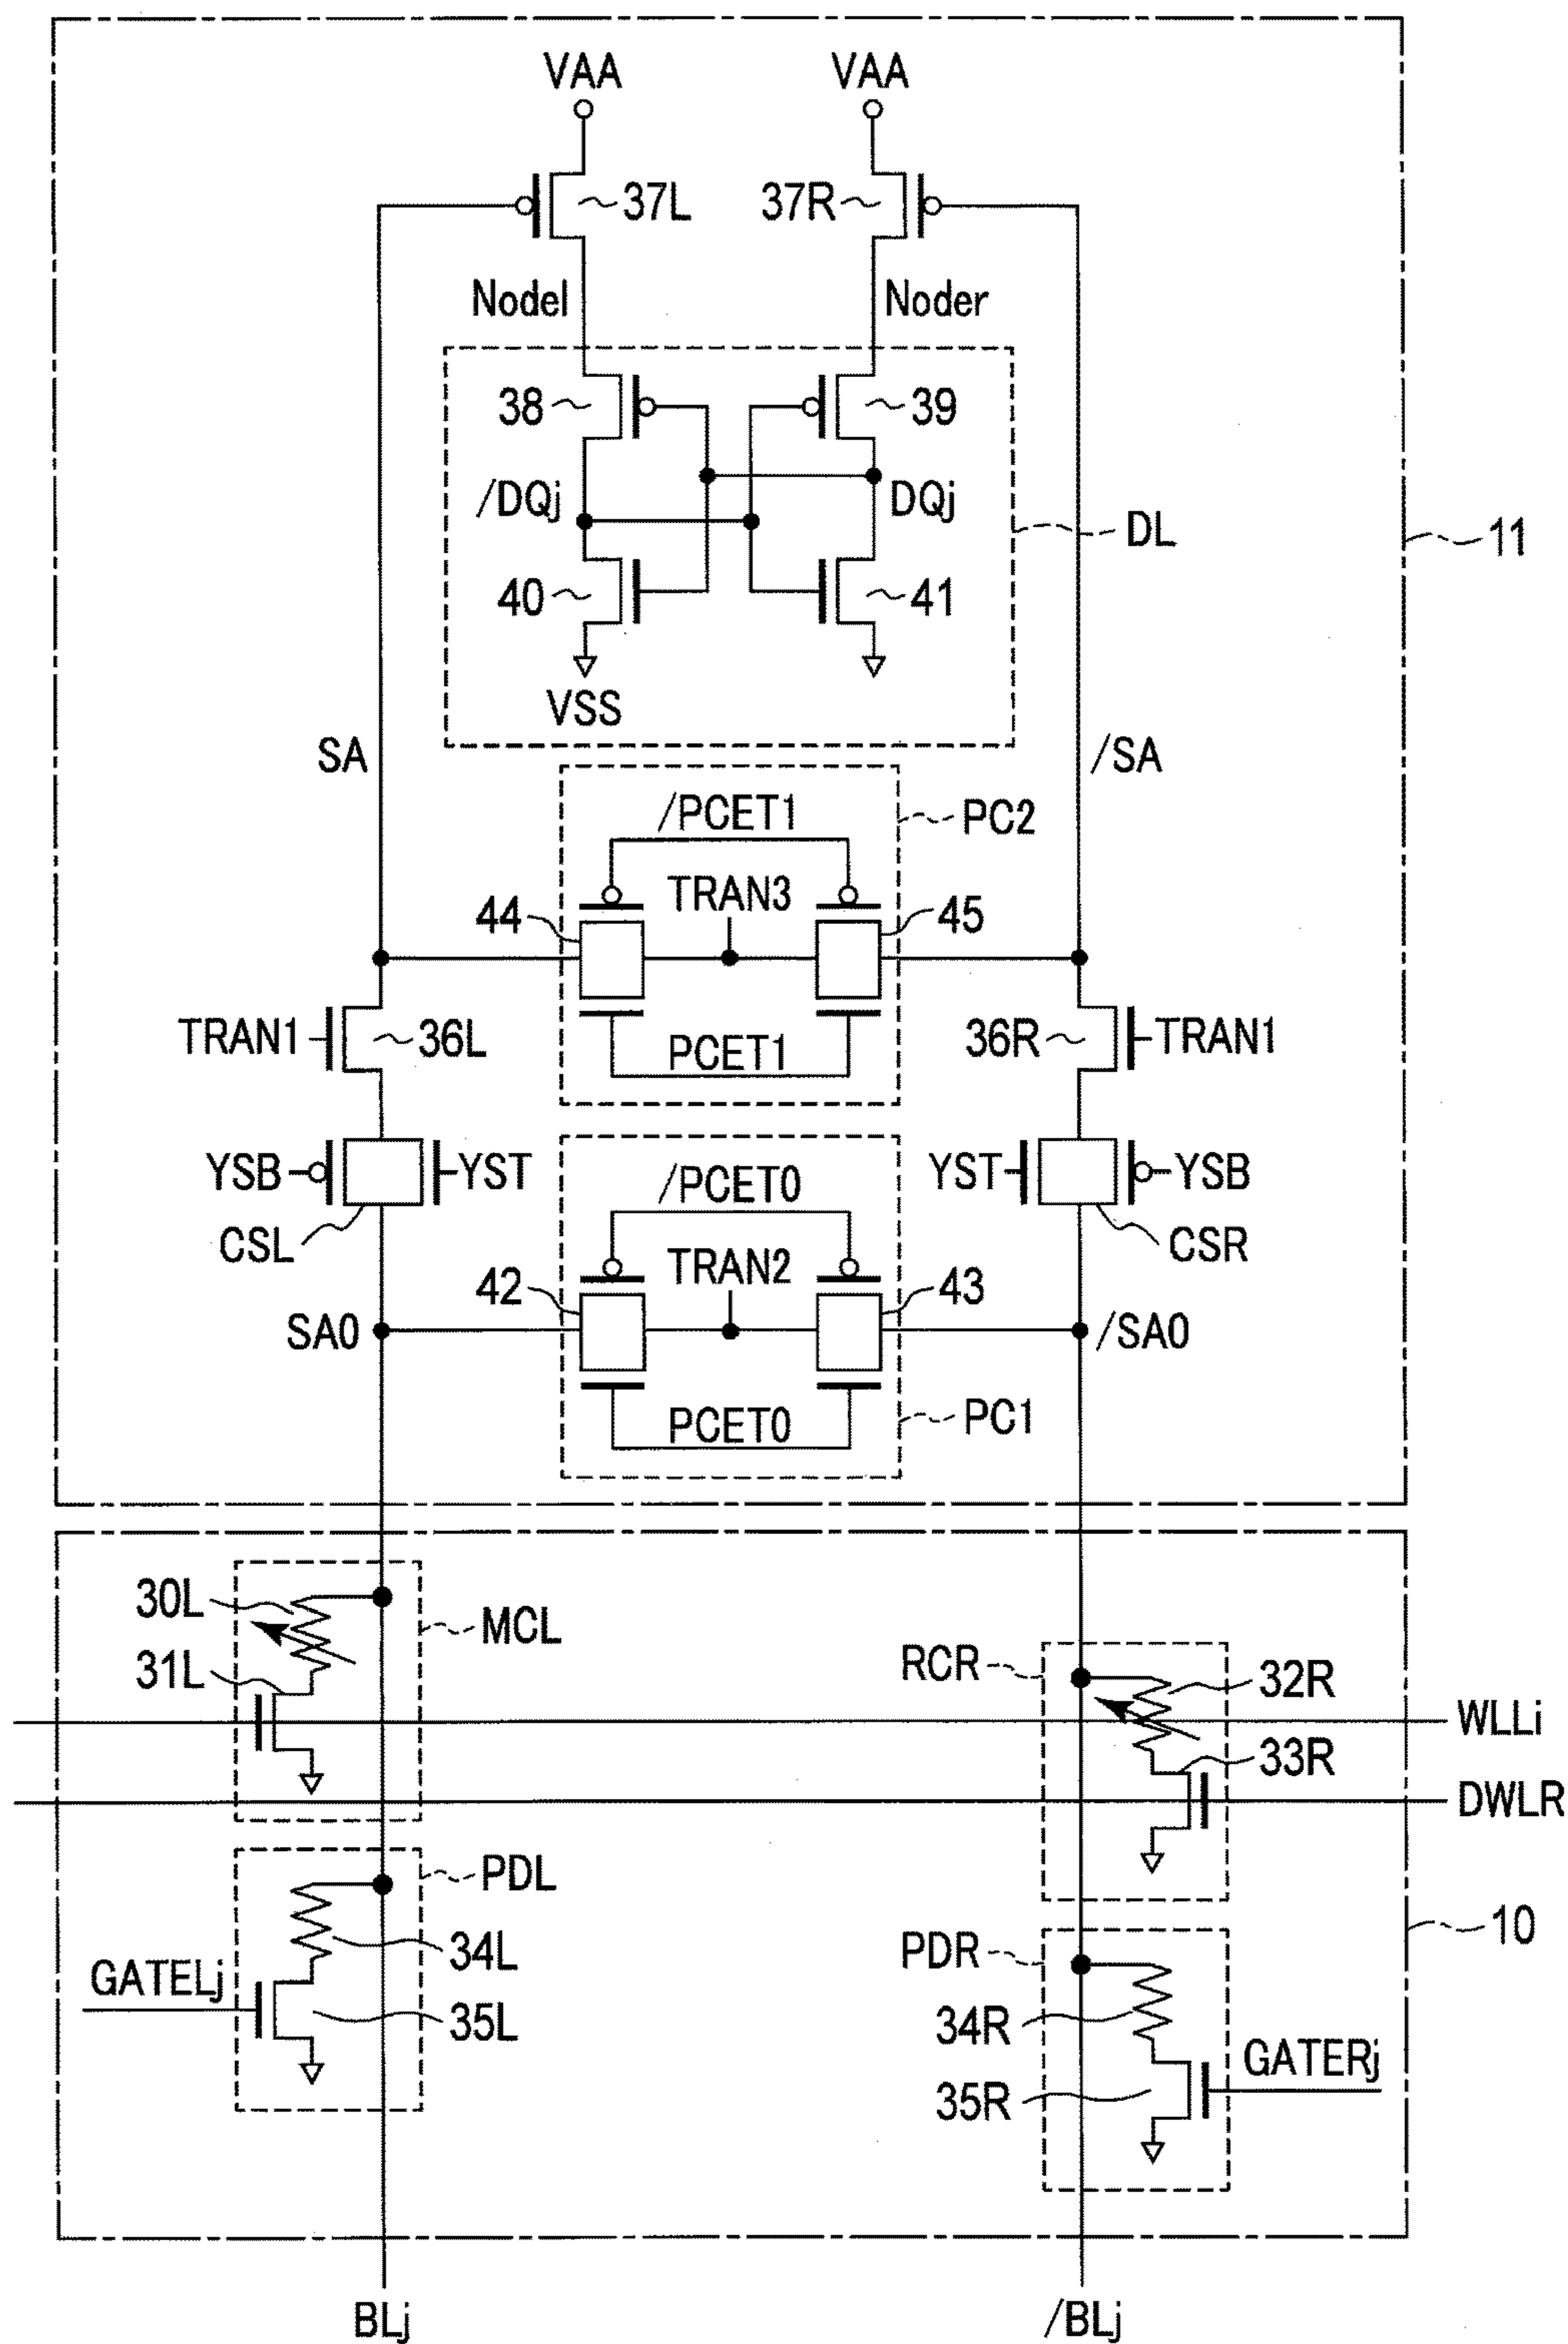 VAA VAA
37L 37R
Nodel Noder
38 39
/DQj DQj
DL
11
40 41
VSS
SA /SA
/PCET1
PC2
TRAN3
44 45
TRAN1 36L 36R TRAN1
PCET1
YSB YST YST YSB
/PCET0
CSL CSR
TRAN2
42 43
SA0 /SA0
PCET0
PC1
30L
MCL
31L
RCR
32R
WLLi
33R
DWLR
PDL
10
34L
PDR
GATELj
35L
34R
GATERj
35R
BLj /BLj